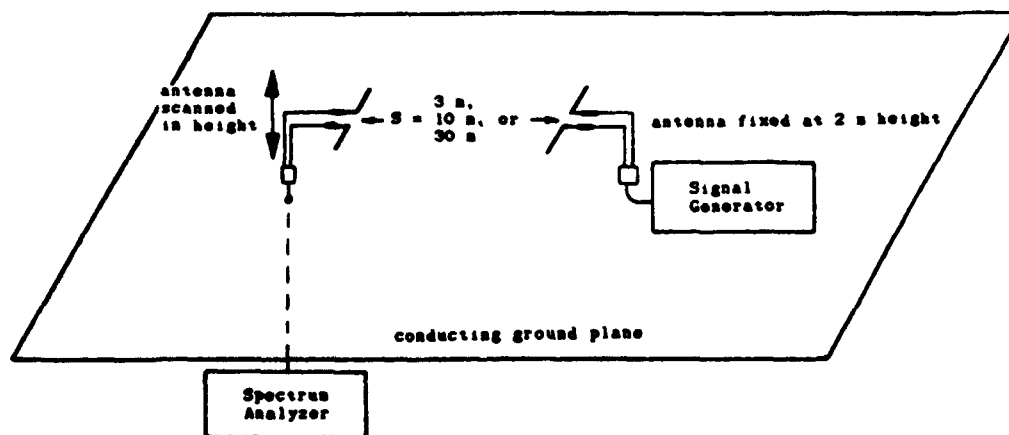 antenna
scanned
in height
3 m,
S = 10 m, or
30 m
antenna fixed at 2 m height
Signal
Generator
conducting ground plane
Spectrum
Analyzer